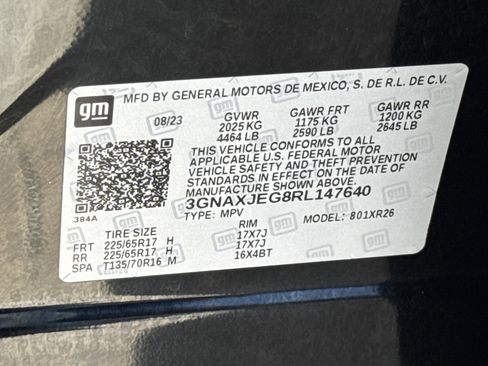 gm
MFD BY GENERAL MOTORS DE MEXICO, S. DE R.L. DE C.V.
08/23 GVWR GAWR FRT GAWR RR
2025 KG 1175 KG 1200 KG
4464 LB 2590 LB 2645 LB
THIS VEHICLE CONFORMS TO ALL
APPLICABLE U.S. FEDERAL MOTOR
VEHICLE SAFETY AND THEFT PREVENTION
STANDARDS IN EFFECT ON THE DATE OF
MANUFACTURE SHOWN ABOVE.
3GNAXJEG8RL147640
384A
TYPE: MPV MODEL: 801XR26
TIRE SIZE RIM
FRT 225/65R17 H 17X7J
RR 225/65R17 H 17X7J
SPA T135/70R16 M 16X4BT